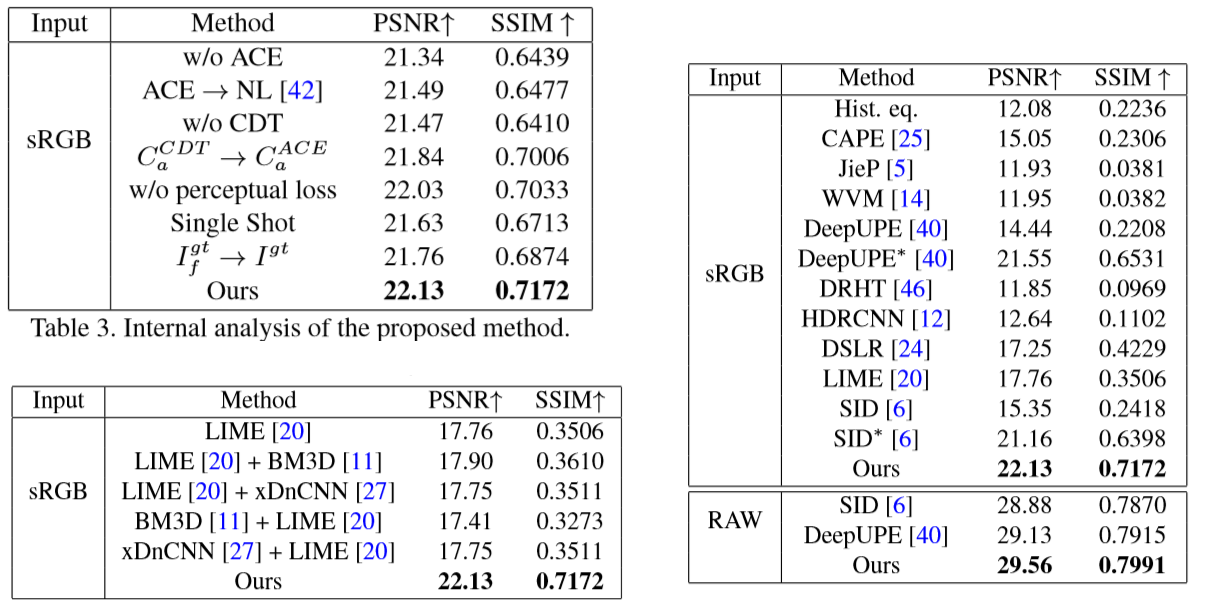 Input Method PSNR↑ SSIM ↑
w/o ACE 21.34 0.6439
ACE → NL [42] 21.49 0.6477
w/o CDT 21.47 0.6410
sRGB
C_a^{CDT} → C_a^{ACE} 21.84 0.7006
w/o perceptual loss 22.03 0.7033
Single Shot 21.63 0.6713
I_f^{gt} → I^{gt} 21.76 0.6874
Ours 22.13 0.7172
Table 3. Internal analysis of the proposed method.
Input Method PSNR↑ SSIM↑
LIME [20] 17.76 0.3506
LIME [20] + BM3D [11] 17.90 0.3610
sRGB LIME [20] + xDnCNN [27] 17.75 0.3511
BM3D [11] + LIME [20] 17.41 0.3273
xDnCNN [27] + LIME [20] 17.75 0.3511
Ours 22.13 0.7172
Input Method PSNR↑ SSIM ↑
Hist. eq. 12.08 0.2236
CAPE [25] 15.05 0.2306
JieP [5] 11.93 0.0381
WVM [14] 11.95 0.0382
DeepUPE [40] 14.44 0.2208
DeepUPE* [40] 21.55 0.6531
sRGB
DRHT [46] 11.85 0.0969
HDRCNN [12] 12.64 0.1102
DSLR [24] 17.25 0.4229
LIME [20] 17.76 0.3506
SID [6] 15.35 0.2418
SID* [6] 21.16 0.6398
Ours 22.13 0.7172
SID [6] 28.88 0.7870
RAW
DeepUPE [40] 29.13 0.7915
Ours 29.56 0.7991